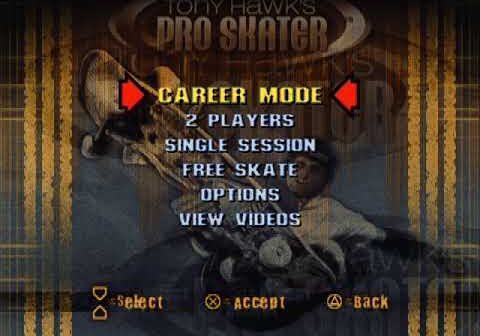 TONY HAWK'S
PRO SKATER
CAREER MODE
2 PLAYERS
SINGLE SESSION
FREE SKATE
OPTIONS
VIEW VIDEOS
=Select
=Accept
=Back